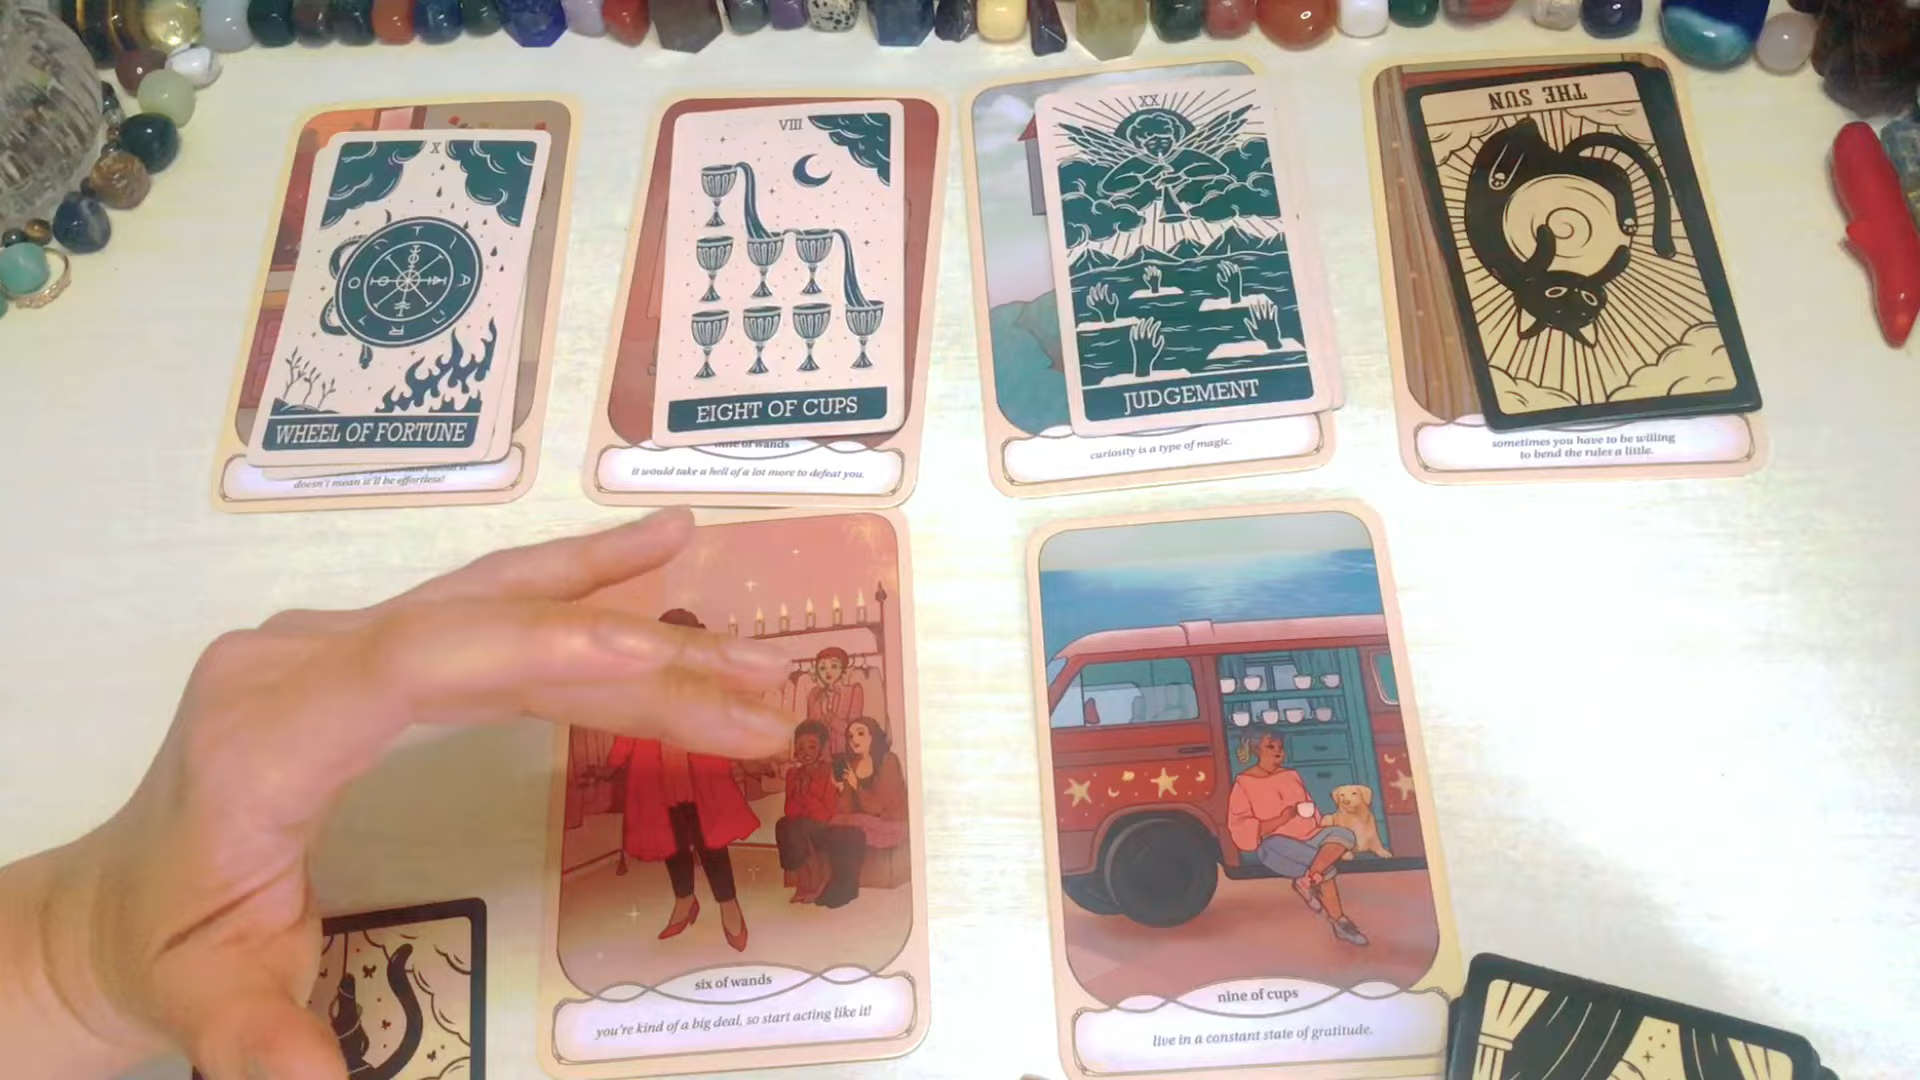 X
WHEEL OF FORTUNE
doesn't mean it'll be effortless!
VIII
EIGHT OF CUPS
nine of wands
it would take a hell of a lot more to defeat you.
XX
JUDGEMENT
curiosity is a type of magic.
THE SUN
sometimes you have to be willing
to bend the rules a little.
six of wands
you're kind of a big deal, so start acting like it!
nine of cups
live in a constant state of gratitude.